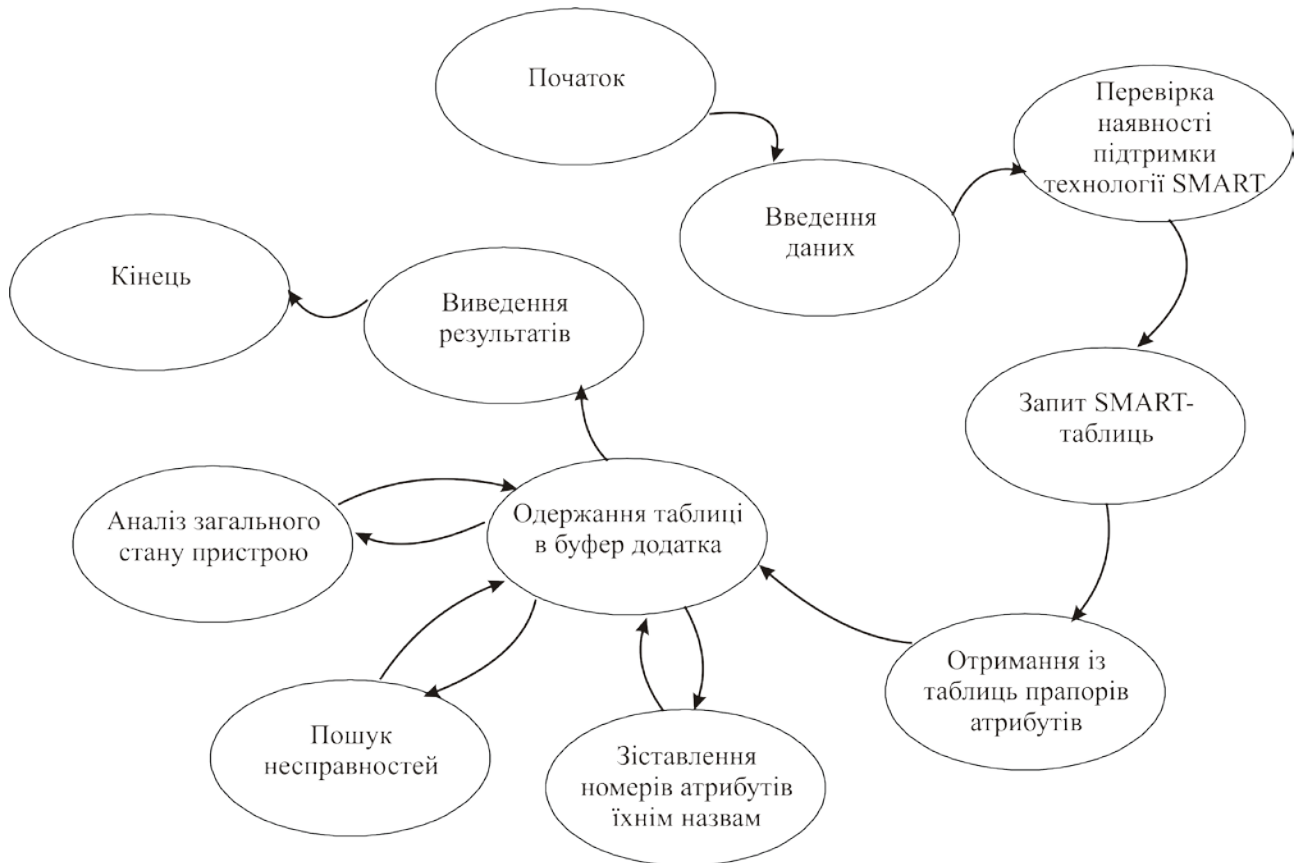 Початок
Введення
даних
Перевірка
наявності
підтримки
технології SMART
Запит SMART-
таблиць
Отримання із
таблиць прапорів
атрибутів
Одержання таблиці
в буфер додатка
Зіставлення
номерів атрибутів
їхнім назвам
Пошук
несправностей
Аналіз загального
стану пристрою
Виведення
результатів
Кінець